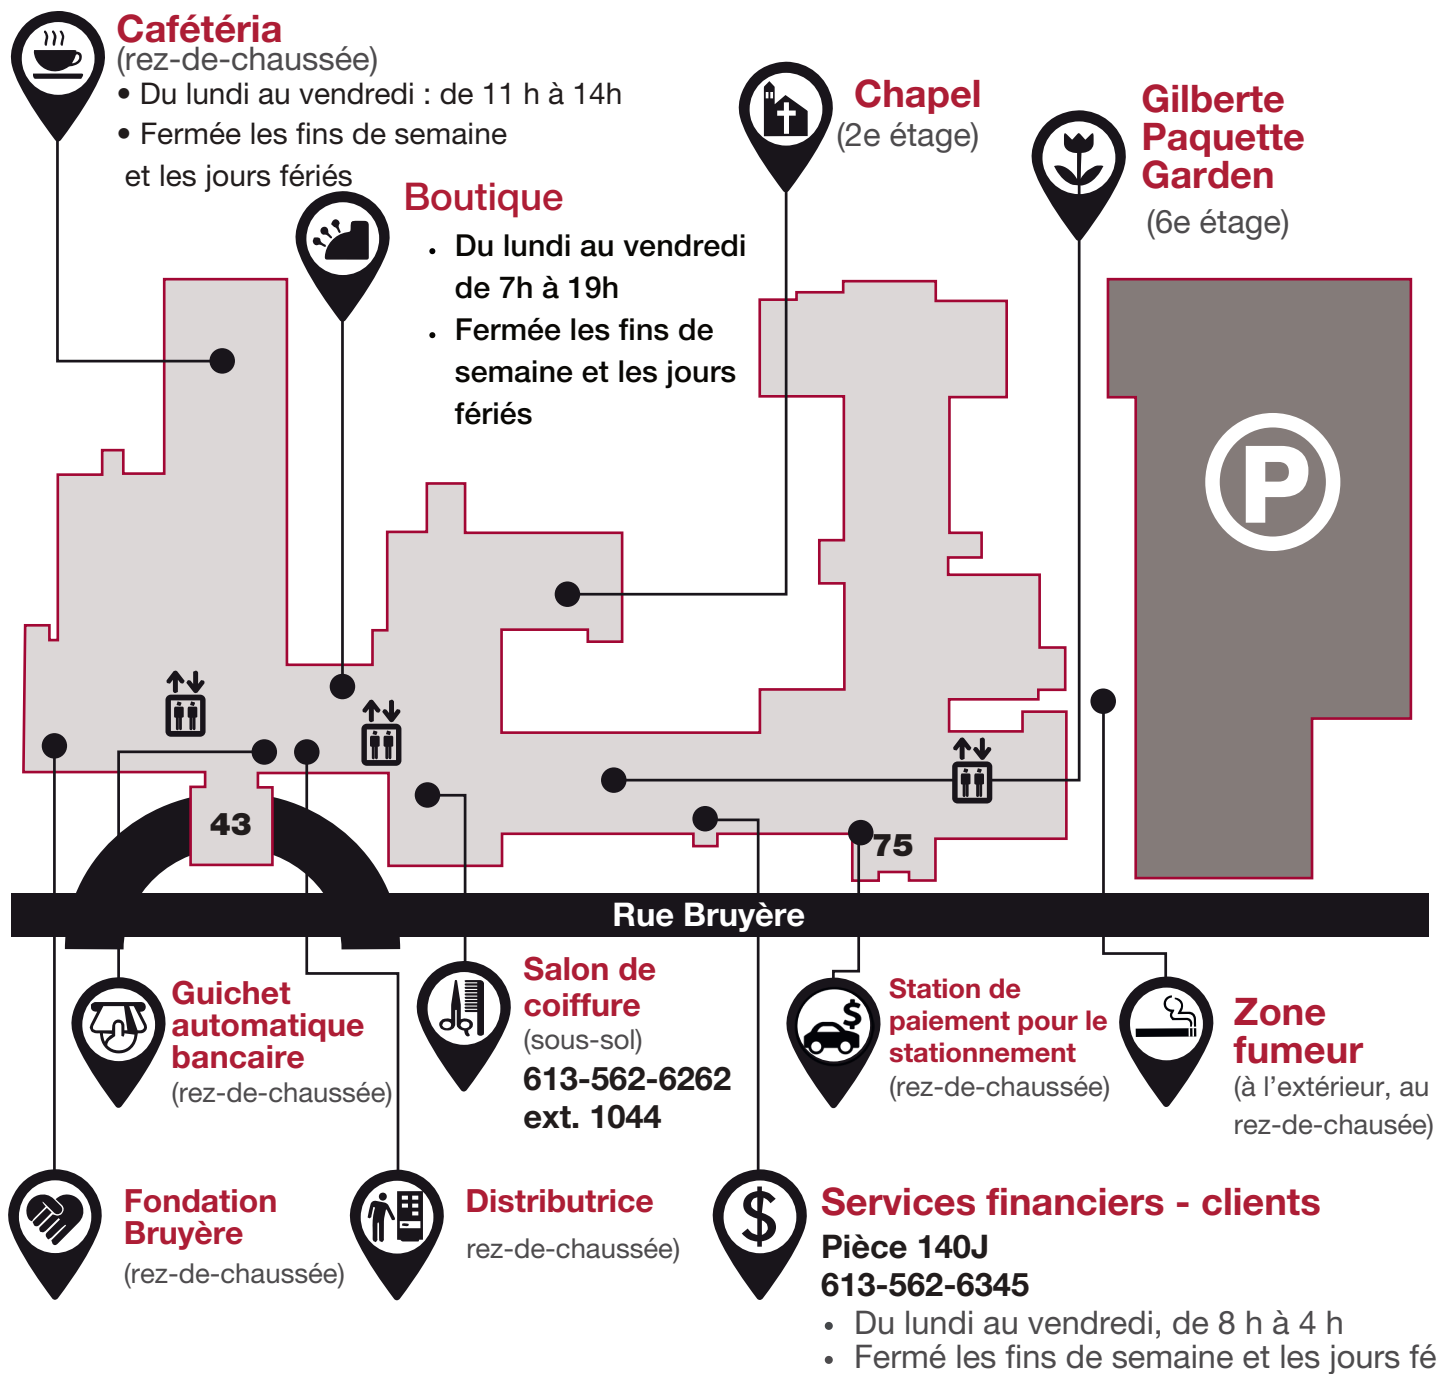 Cafétéria
(rez-de-chaussée)
• Du lundi au vendredi : de 11 h à 14h
• Fermée les fins de semaine
et les jours fériés
Boutique
• Du lundi au vendredi
de 7h à 19h
• Fermée les fins de
semaine et les jours
fériés
Chapel
(2e étage)
Gilberte
Paquette
Garden
(6e étage)
P
43
75
Rue Bruyère
Guichet
automatique
bancaire
(rez-de-chaussée)
Salon de
coiffure
(sous-sol)
613-562-6262
ext. 1044
$
Station de
paiement pour le
stationnement
(rez-de-chaussée)
Zone
fumeur
(à l'extérieur, au
rez-de-chausée)
Fondation
Bruyère
(rez-de-chaussée)
Distributrice
rez-de-chaussée)
$
Services financiers - clients
Pièce 140J
613-562-6345
• Du lundi au vendredi, de 8 h à 4 h
• Fermé les fins de semaine et les jours fé